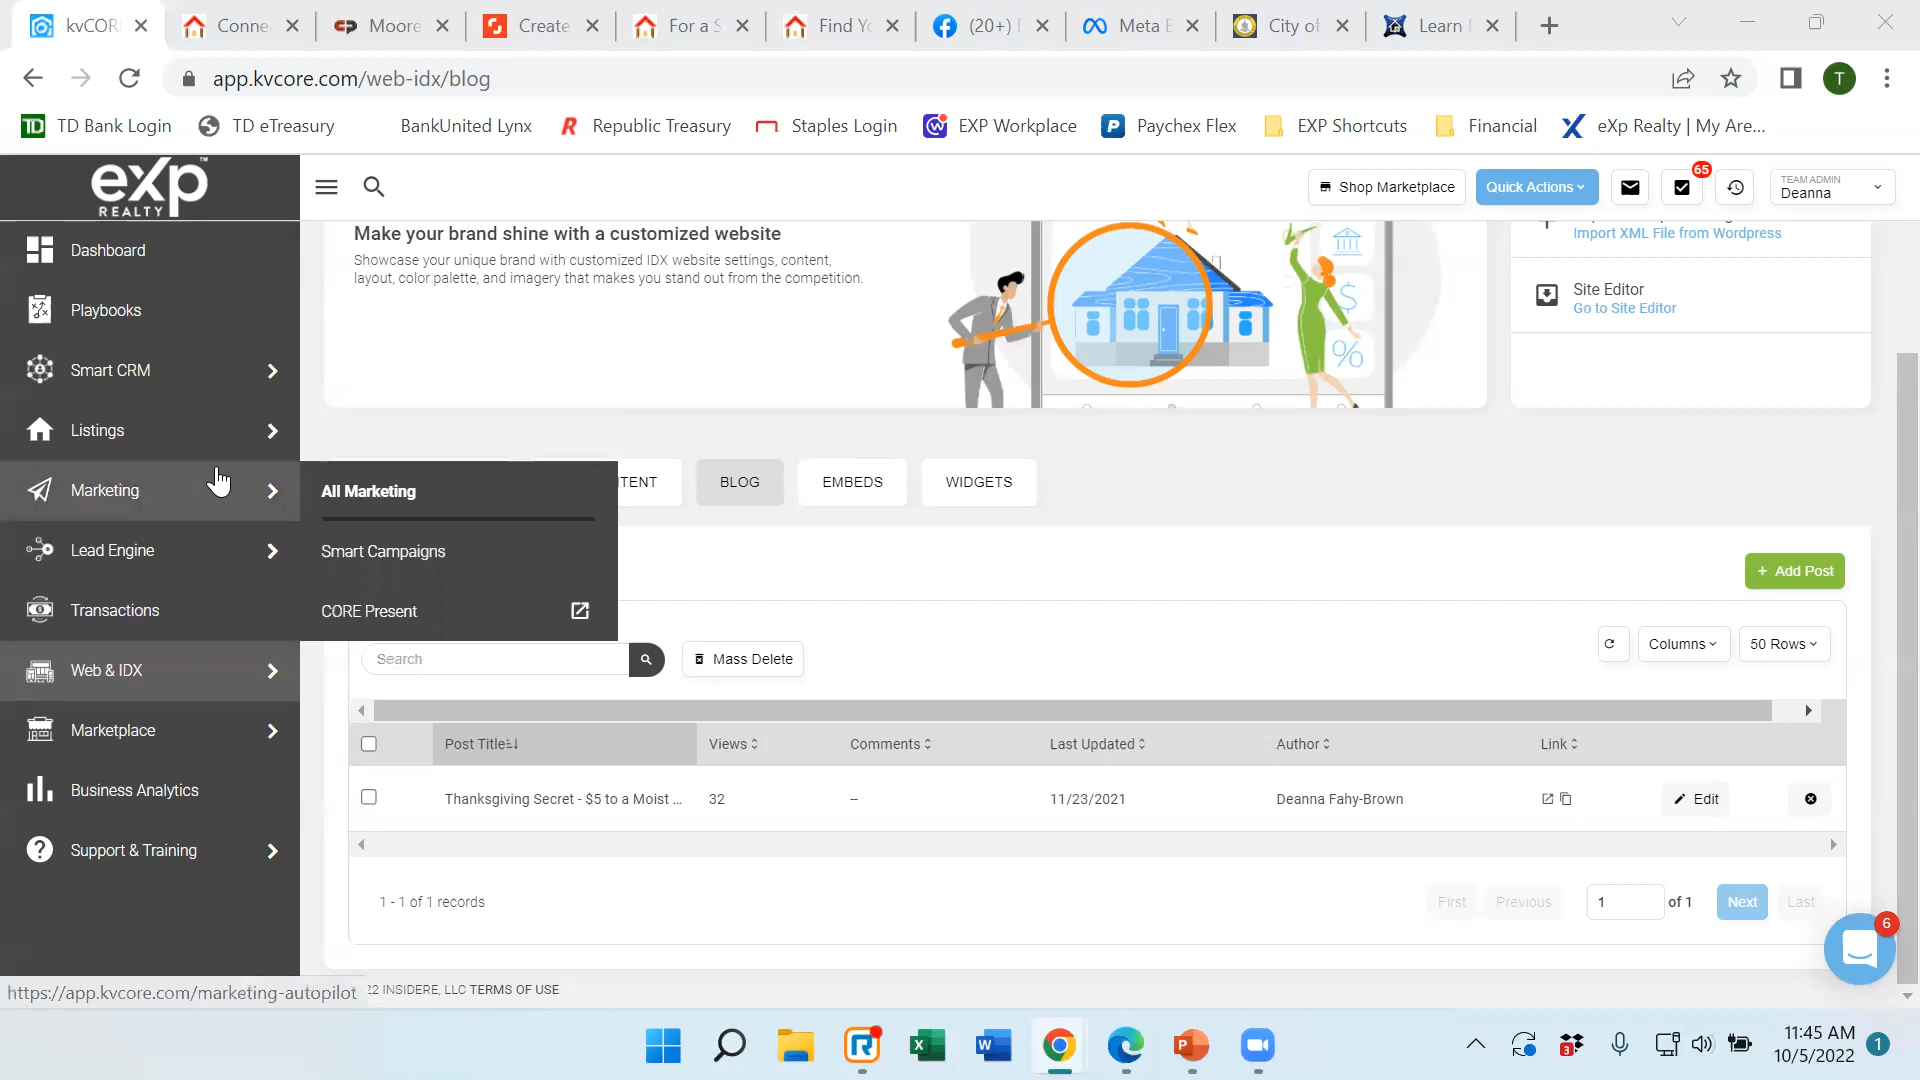 kvCOR
Conne
Moore
Create
For a S
Find Yo
(20+)
Meta B
City of
Learn
app.kvcore.com/web-idx/blog
T
TD Bank Login
TD eTreasury
BankUnited Lynx
Republic Treasury
Staples Login
EXP Workplace
Paychex Flex
EXP Shortcuts
Financial
eXp Realty | My Are...
eXp™
REALTY
Shop Marketplace
Quick Actions
65
TEAM ADMIN
Deanna
Dashboard
Playbooks
Smart CRM
Listings
Marketing
Lead Engine
Transactions
Web & IDX
Marketplace
Business Analytics
Support & Training
All Marketing
Smart Campaigns
CORE Present
Make your brand shine with a customized website
Showcase your unique brand with customized IDX website settings, content,
layout, color palette, and imagery that makes you stand out from the competition.
$
%
Import XML File from Wordpress
Site Editor
Go to Site Editor
TENT
BLOG
EMBEDS
WIDGETS
+ Add Post
Search
Mass Delete
Columns
50 Rows
Post Title
Views
Comments
Last Updated
Author
Link
Thanksgiving Secret - $5 to a Moist ...
32
--
11/23/2021
Deanna Fahy-Brown
Edit
1 - 1 of 1 records
First
Previous
1
of 1
Next
Last
6
https://app.kvcore.com/marketing-autopilot
22 INSIDERE, LLC TERMS OF USE
3
11:45 AM
10/5/2022
1